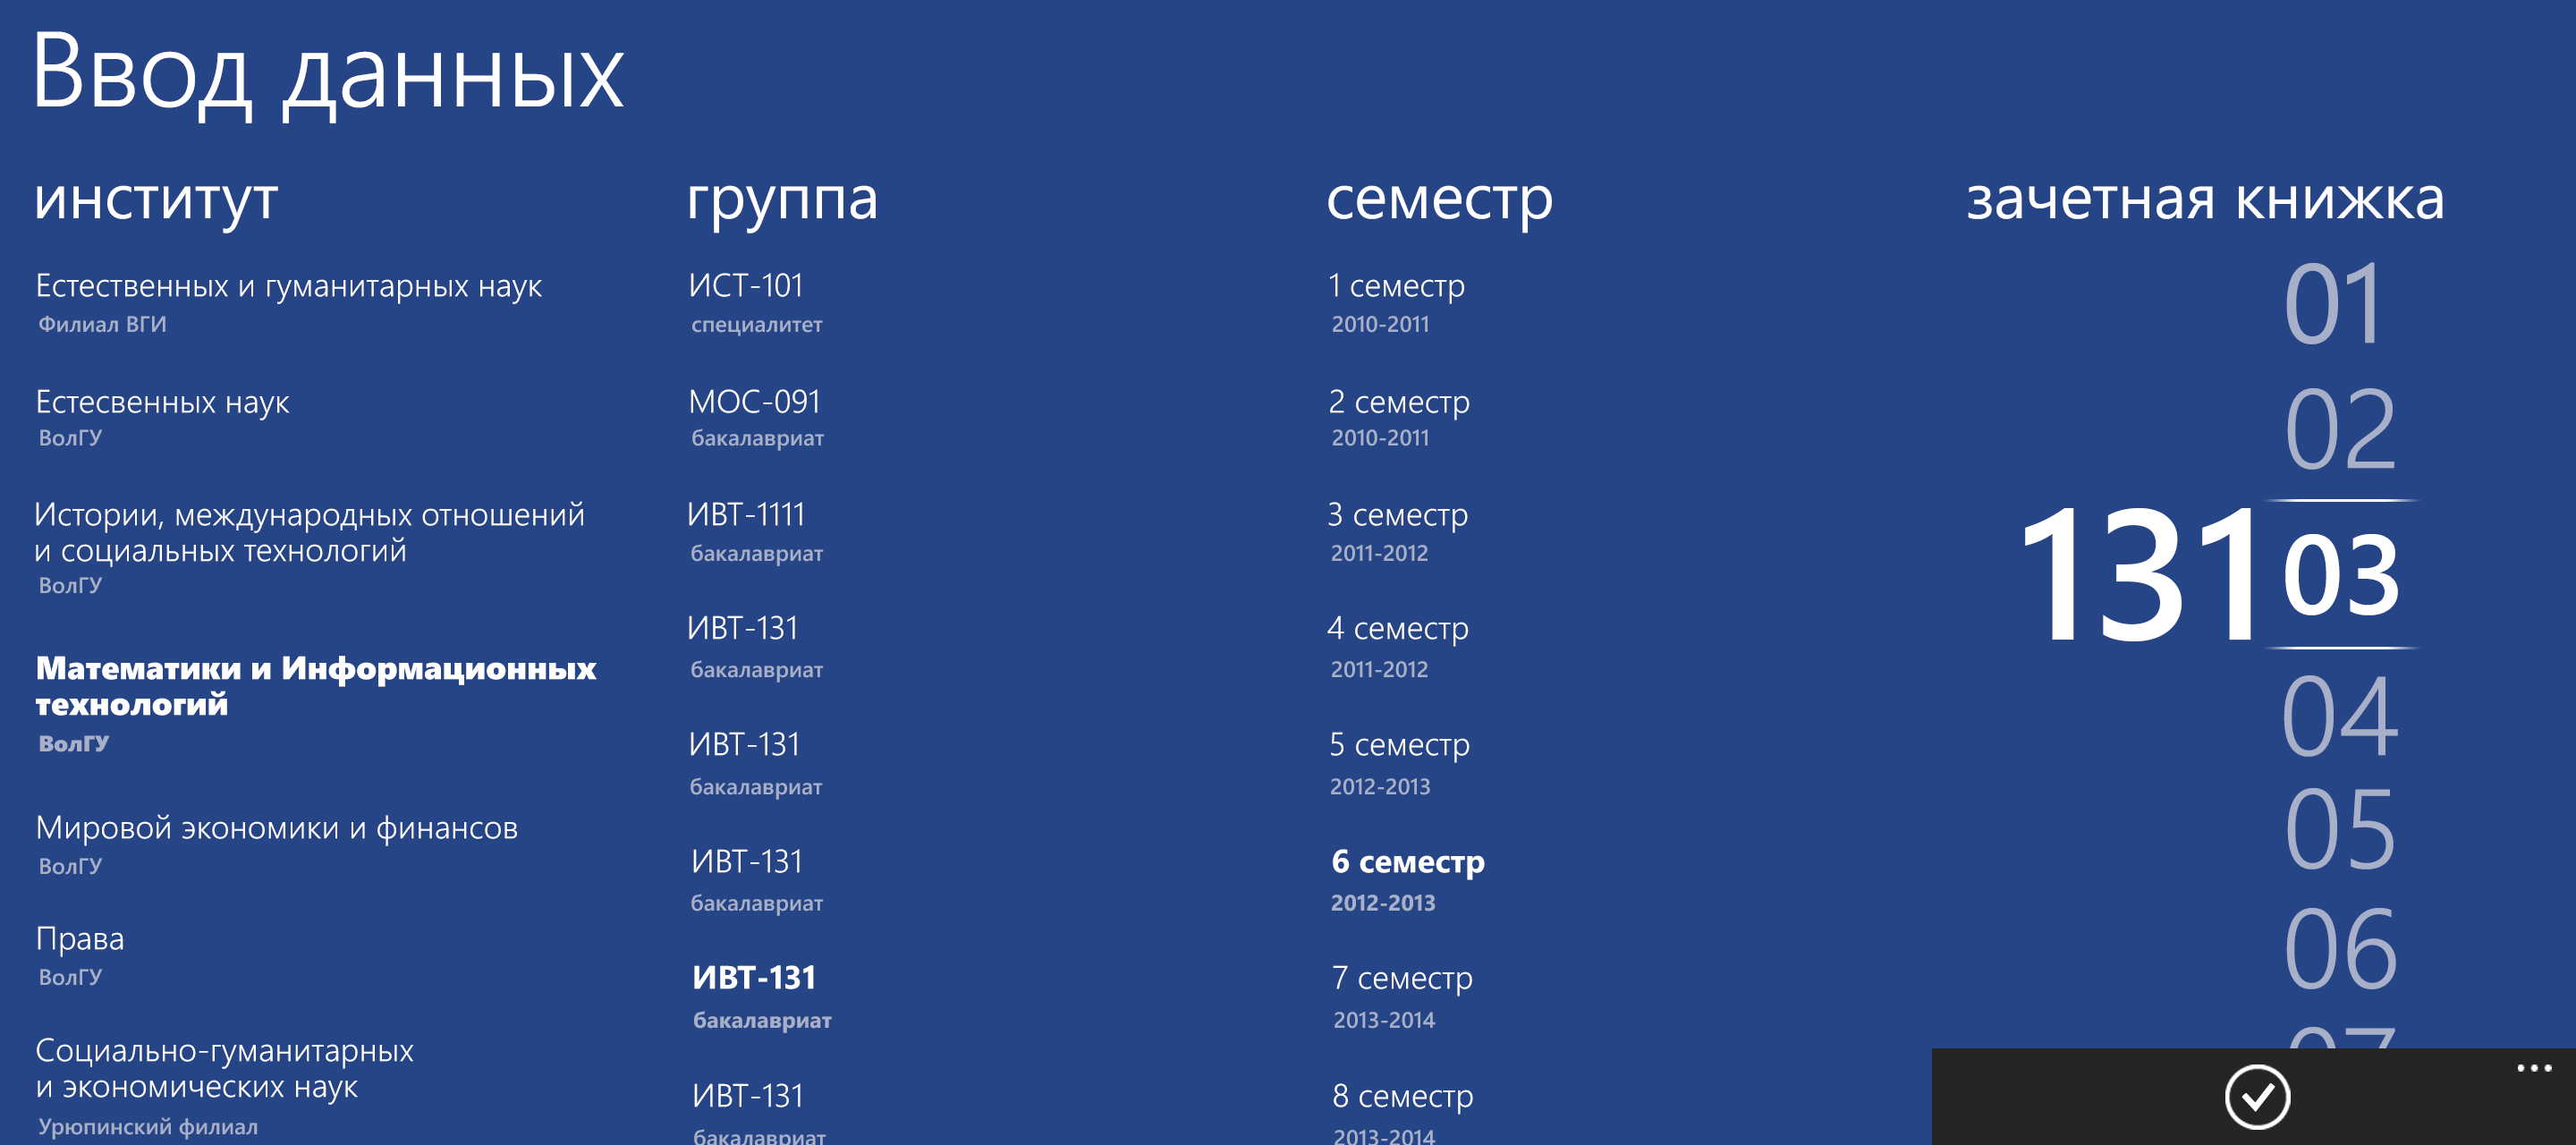 Ввод данных
институт
Естественных и гуманитарных наук
Филиал ВГИ
Естесвенных наук
ВолГУ
Истории, международных отношений
и социальных технологий
ВолГУ
Математики и Информационных
технологий
ВолГУ
Мировой экономики и финансов
ВолГУ
Права
ВолГУ
Социально-гуманитарных
и экономических наук
Урюпинский филиал
группа
ИСТ-101
специалитет
МОС-091
бакалавриат
ИВТ-1111
бакалавриат
ИВТ-131
бакалавриат
ИВТ-131
бакалавриат
ИВТ-131
бакалавриат
ИВТ-131
бакалавриат
ИВТ-131
бакалавриат
семестр
1 семестр
2010-2011
2 семестр
2010-2011
3 семестр
2011-2012
4 семестр
2011-2012
5 семестр
2012-2013
6 семестр
2012-2013
7 семестр
2013-2014
8 семестр
2013-2014
зачетная книжка
01
02
131 03
04
05
06
07